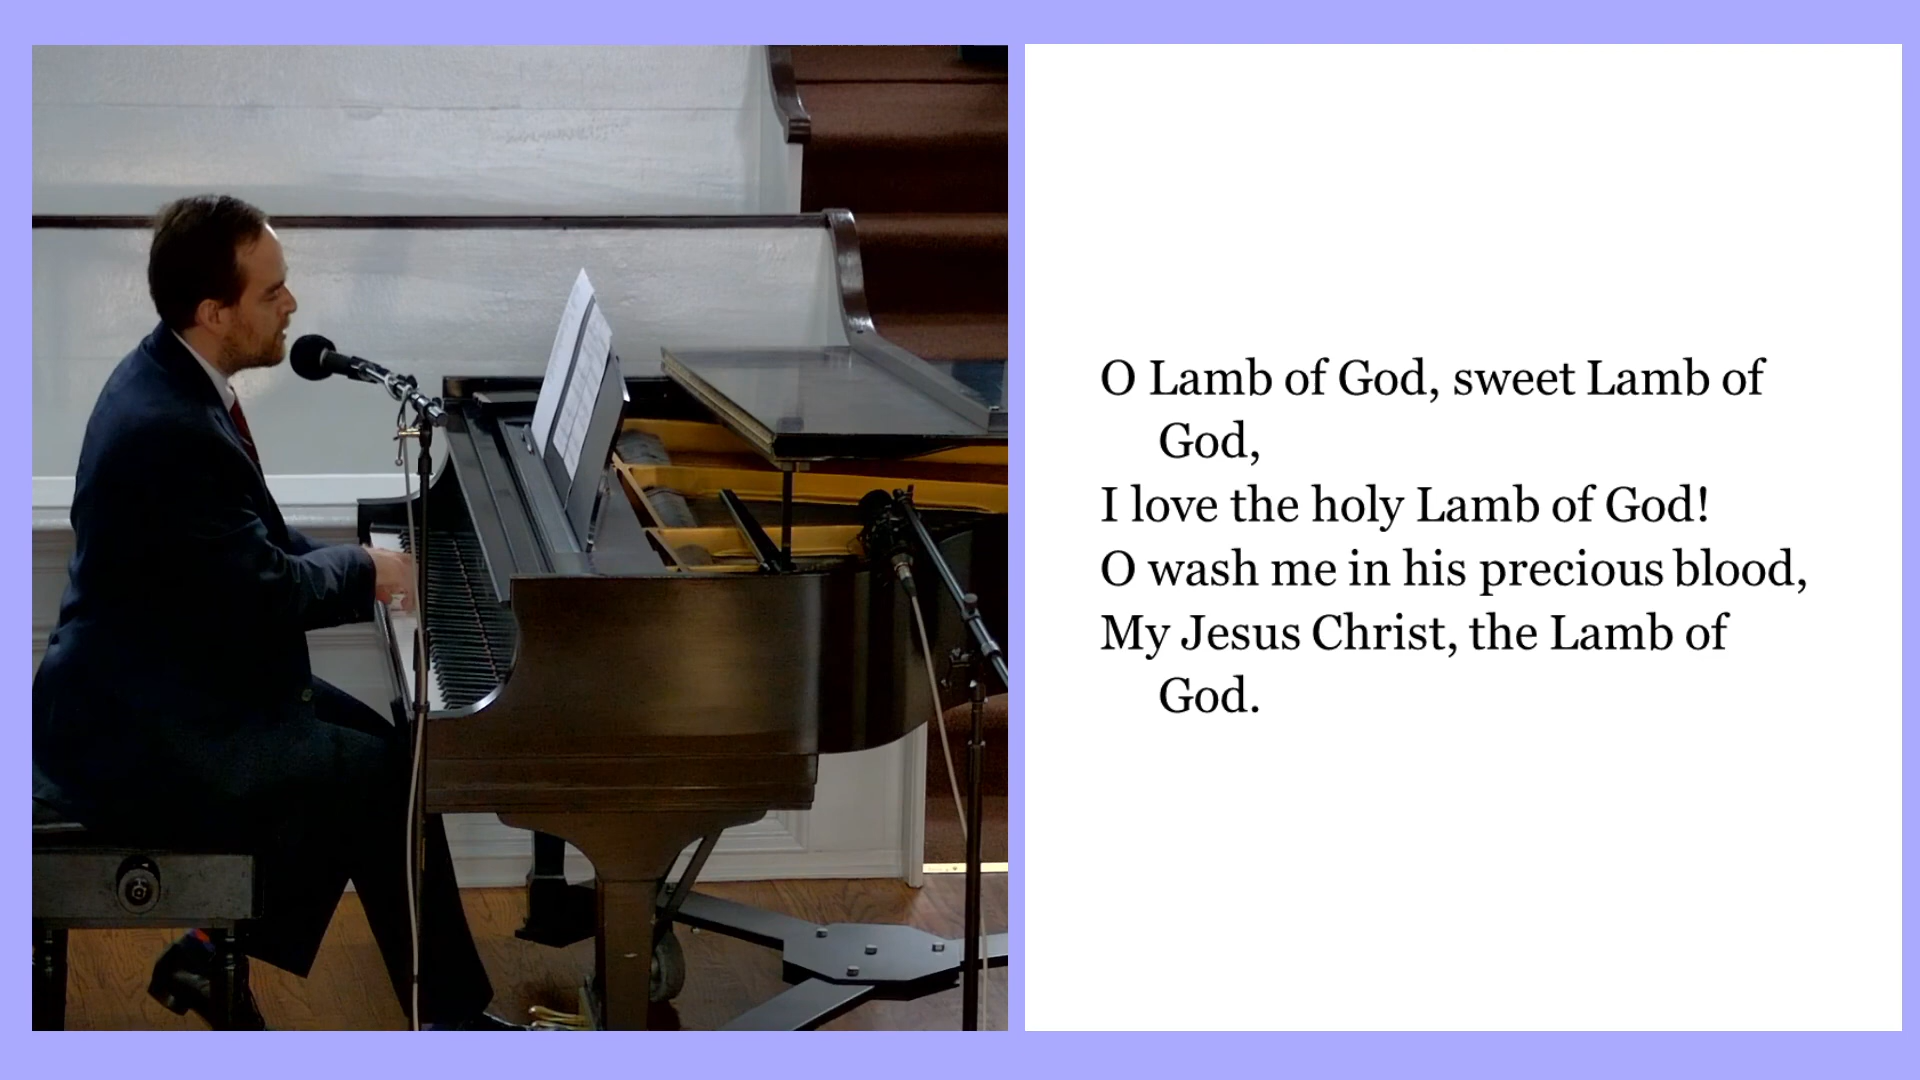 O Lamb of God, sweet Lamb of
God,
I love the holy Lamb of God!
O wash me in his precious blood,
My Jesus Christ, the Lamb of
God.